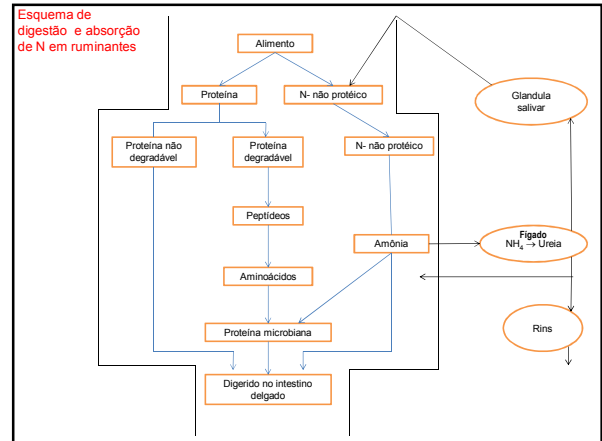 Esquema de
digestão e absorção
de N em ruminantes
Alimento
Proteína
N- não protéico
Glandula
salivar
Proteína não
degradável
Proteína
degradável
N- não protéico
Peptídeos
Amônia
Fígado
NH4 → Ureia
Aminoácidos
Proteína microbiana
Rins
Digerido no intestino
delgado